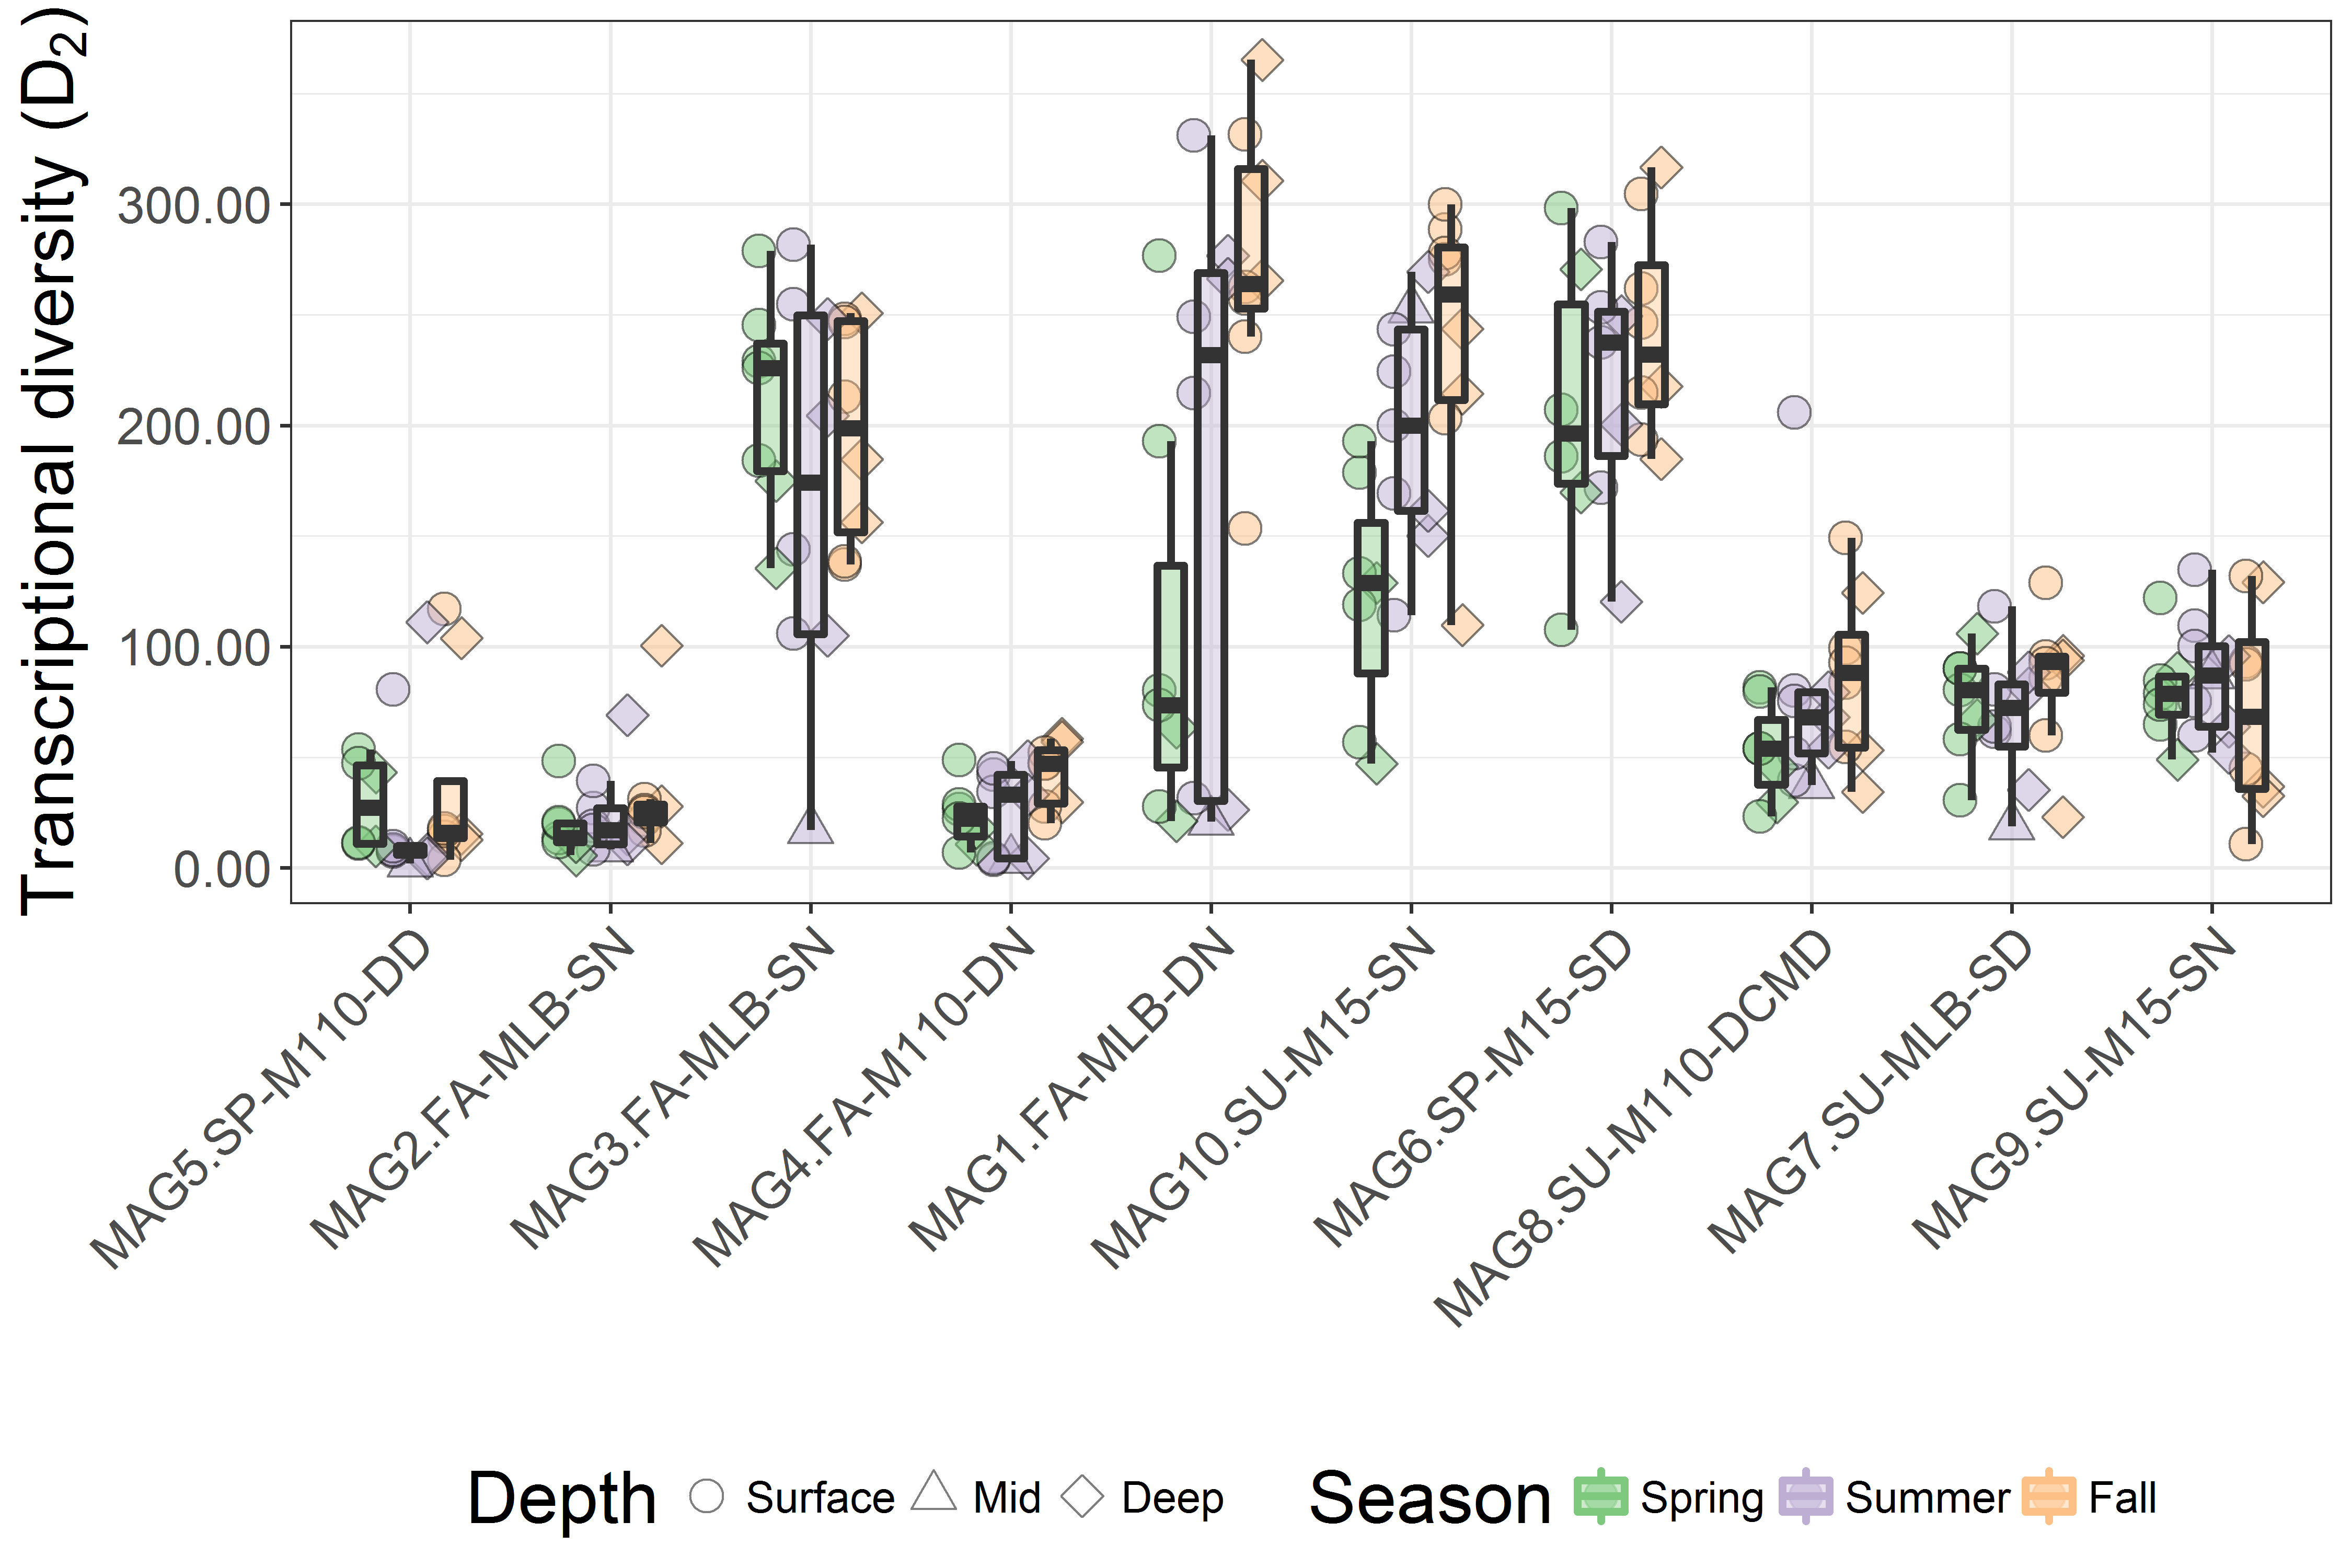 Transcriptional diversity (D2)
300.00
200.00
100.00
0.00
MAG5.SP-M110-DD
MAG2.FA-MLB-SN
MAG3.FA-MLB-SN
MAG4.FA-M110-DN
MAG1.FA-MLB-DN
MAG10.SU-M15-SN
MAG6.SP-M15-SD
MAG8.SU-M110-DCMD
MAG7.SU-MLB-SD
MAG9.SU-M15-SN
Depth Surface Mid Deep Season Spring Summer Fall